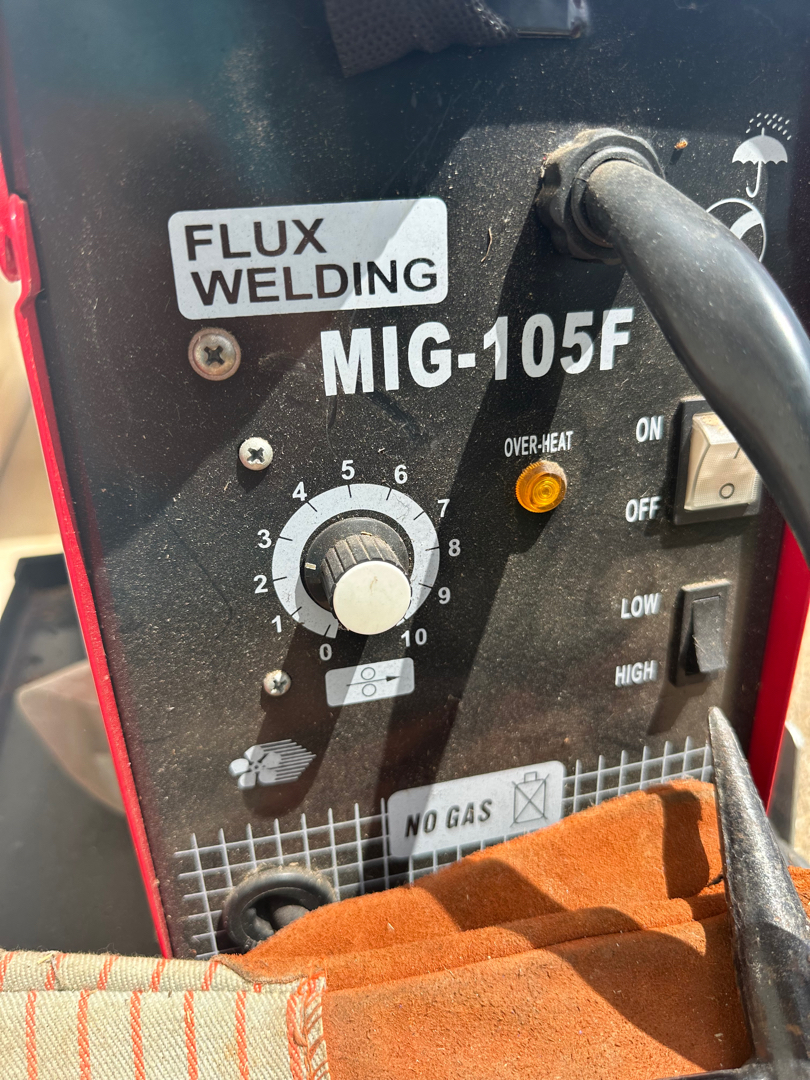 FLUX
WELDING
MIG-105F
OVER-HEAT
ON
OFF
0
1
2
3
4
5
6
7
8
9
10
LOW
HIGH
NO GAS